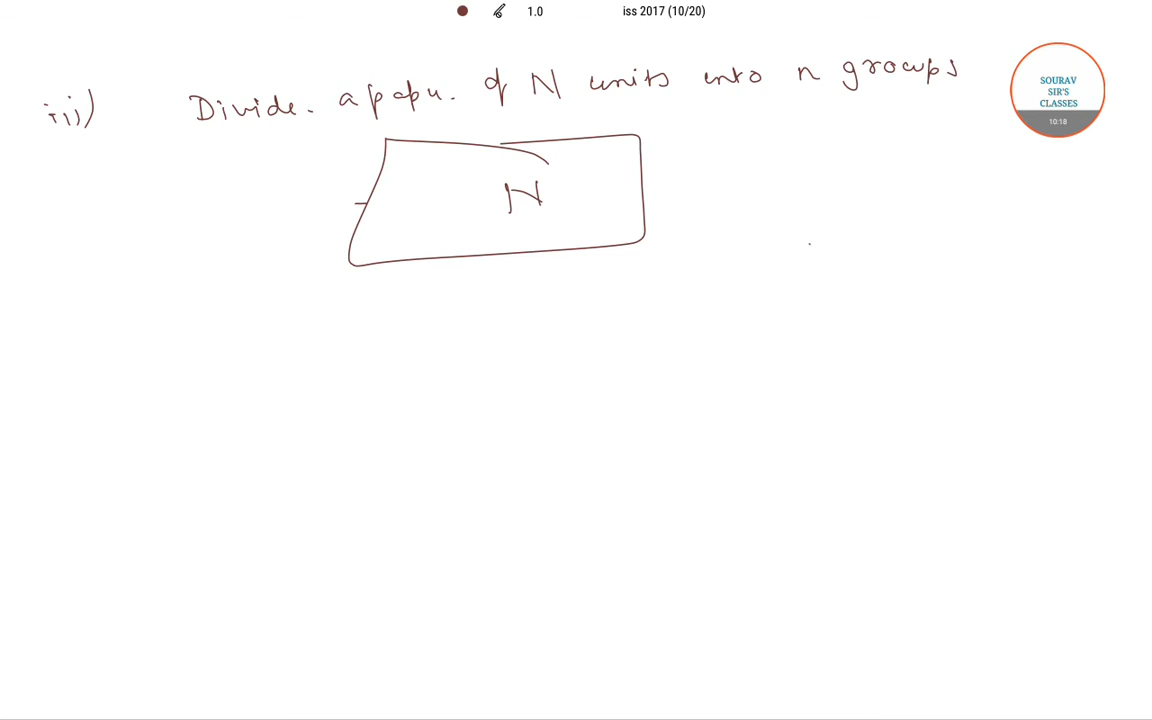 1.0 iss 2017 (10/20)
iii) Divide. a popu. of N units into n groups
SOURAV
SIR'S
CLASSES
10:18
N